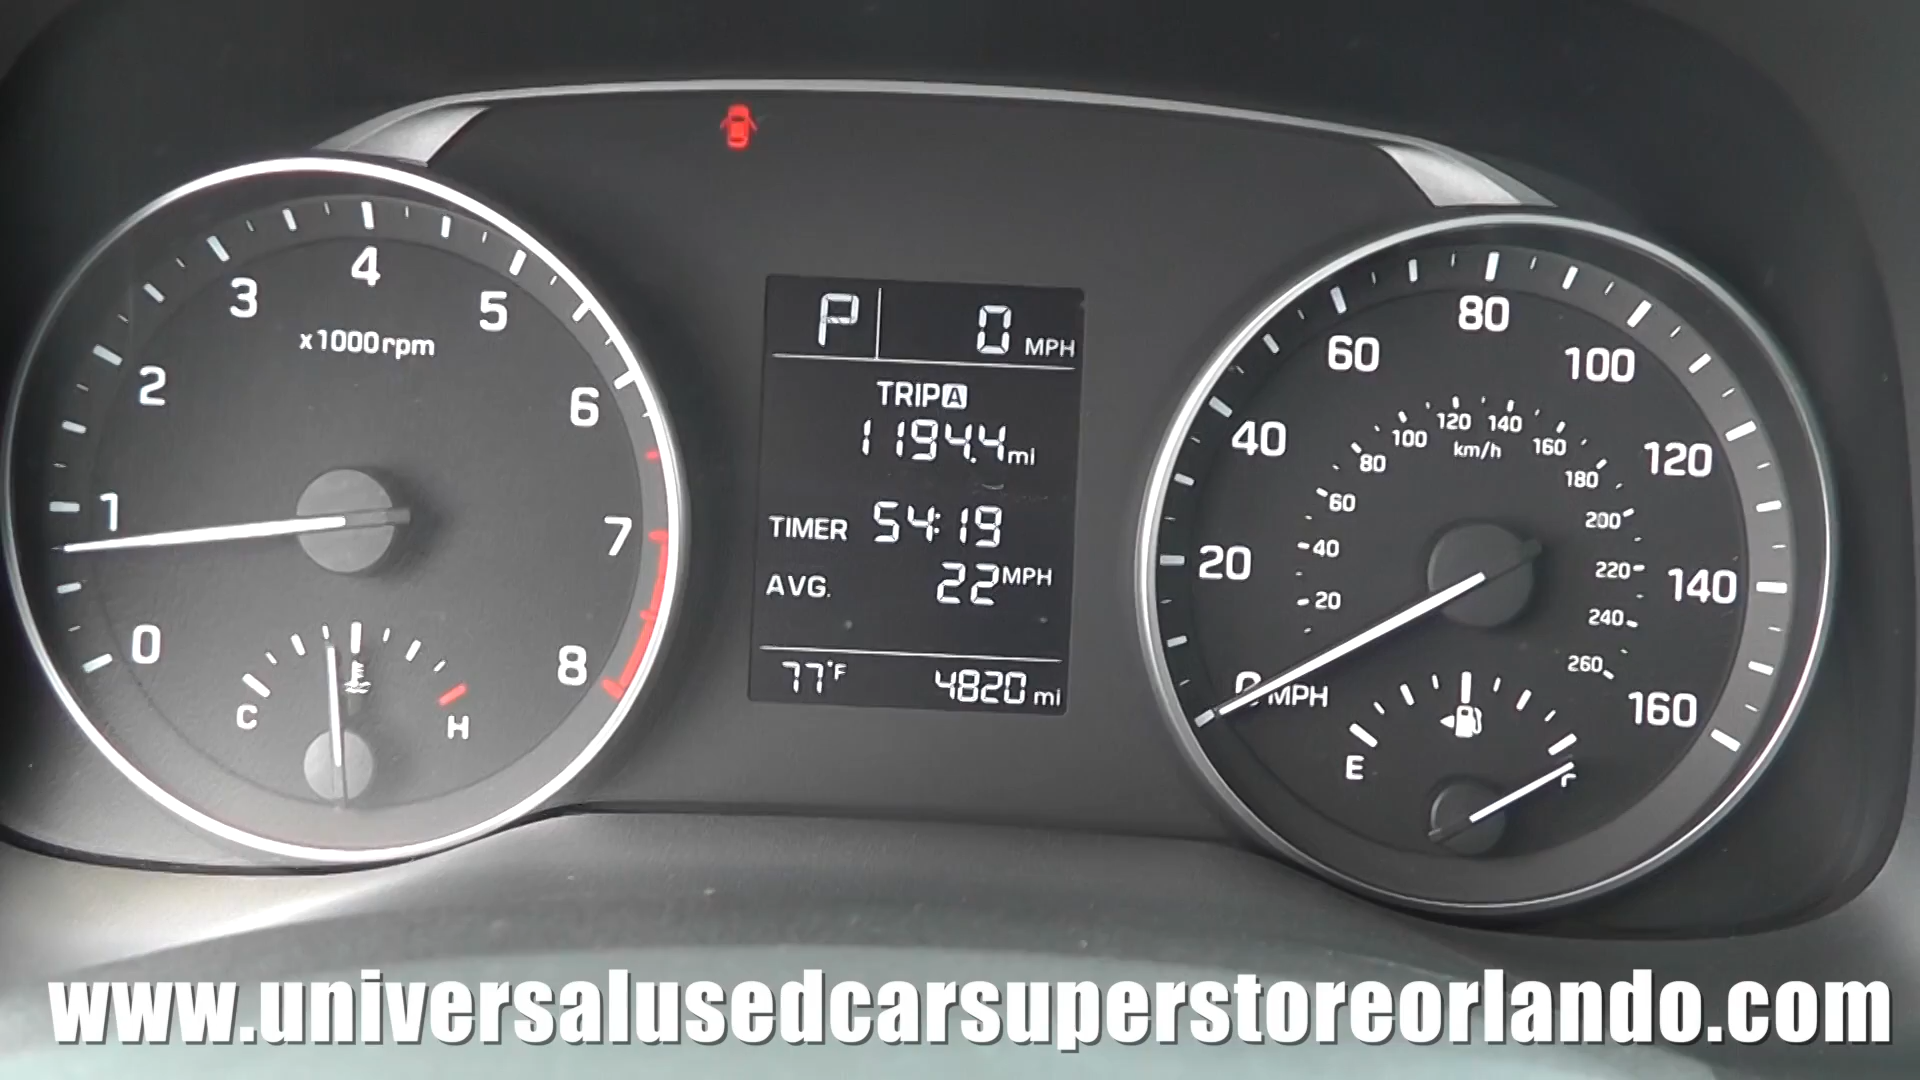 4
3
5
x1000rpm
2
6
1
7
0
8
C
H
P 0 MPH
TRIP A
1194.4 mi
TIMER 54:19
AVG. 22 MPH
77°F 4820 mi
80
60
100
40
120
20
140
0 MPH
160
120 140
100 km/h 160
80 180
60 200
40 220
20 240
260
E
F
www.universalusedcarsuperstoreorlando.com